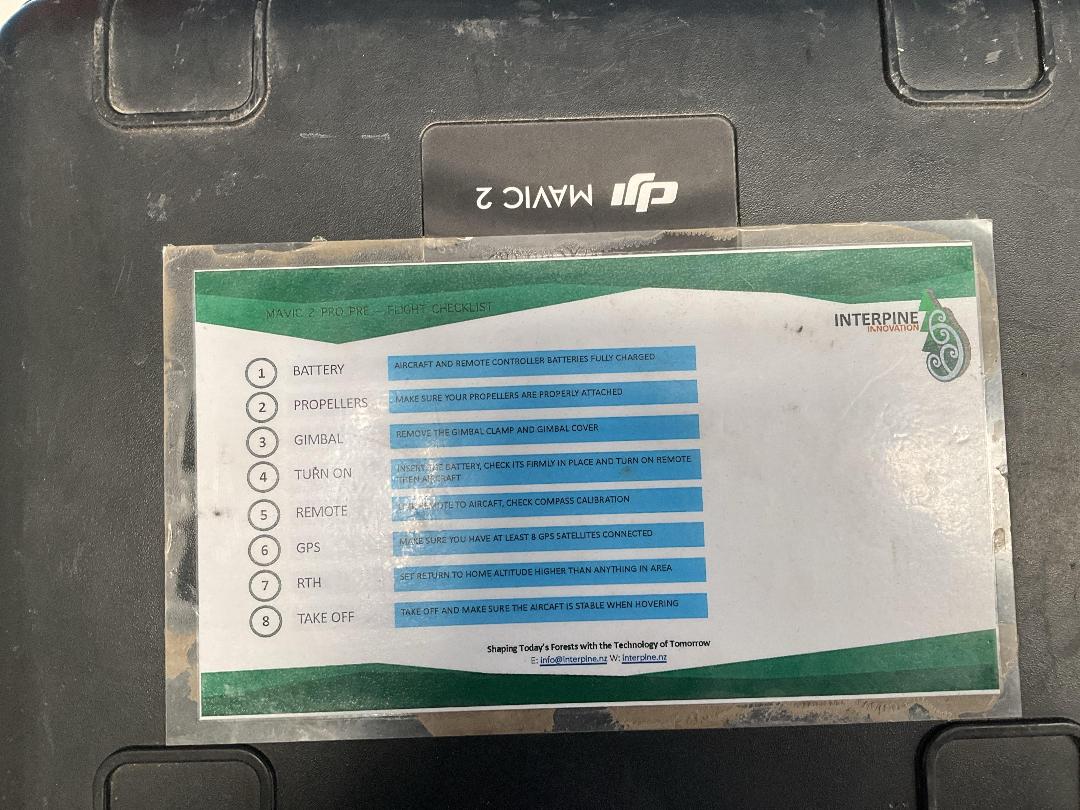 dji MAVIC 2
MAVIC 2 PRO PRE - FLIGHT CHECKLIST
INTERPINE
INNOVATION
1 BATTERY AIRCRAFT AND REMOTE CONTROLLER BATTERIES FULLY CHARGED
2 PROPELLERS MAKE SURE YOUR PROPELLERS ARE PROPERLY ATTACHED
3 GIMBAL REMOVE THE GIMBAL CLAMP AND GIMBAL COVER
4 TURN ON INSERT THE BATTERY, CHECK ITS FIRMLY IN PLACE AND TURN ON REMOTE
THEN AIRCRAFT
5 REMOTE LINK REMOTE TO AIRCAFT, CHECK COMPASS CALIBRATION
6 GPS MAKE SURE YOU HAVE AT LEAST 8 GPS SATELLITES CONNECTED
7 RTH SET RETURN TO HOME ALTITUDE HIGHER THAN ANYTHING IN AREA
8 TAKE OFF TAKE OFF AND MAKE SURE THE AIRCAFT IS STABLE WHEN HOVERING
Shaping Today's Forests with the Technology of Tomorrow
E: info@interpine.nz W: interpine.nz